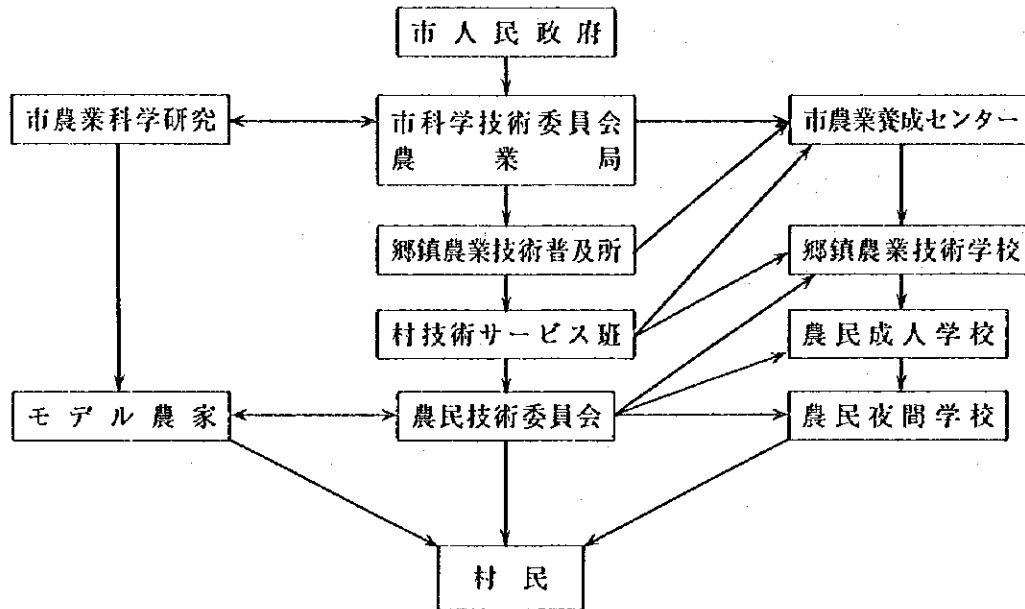 市人民政府
市農業科学研究
市科学技術委員会
農業局
市農業養成センター
郷鎮農業技術普及所
郷鎮農業技術学校
村技術サービス班
農民成人学校
モデル農家
農民技術委員会
農民夜間学校
村民